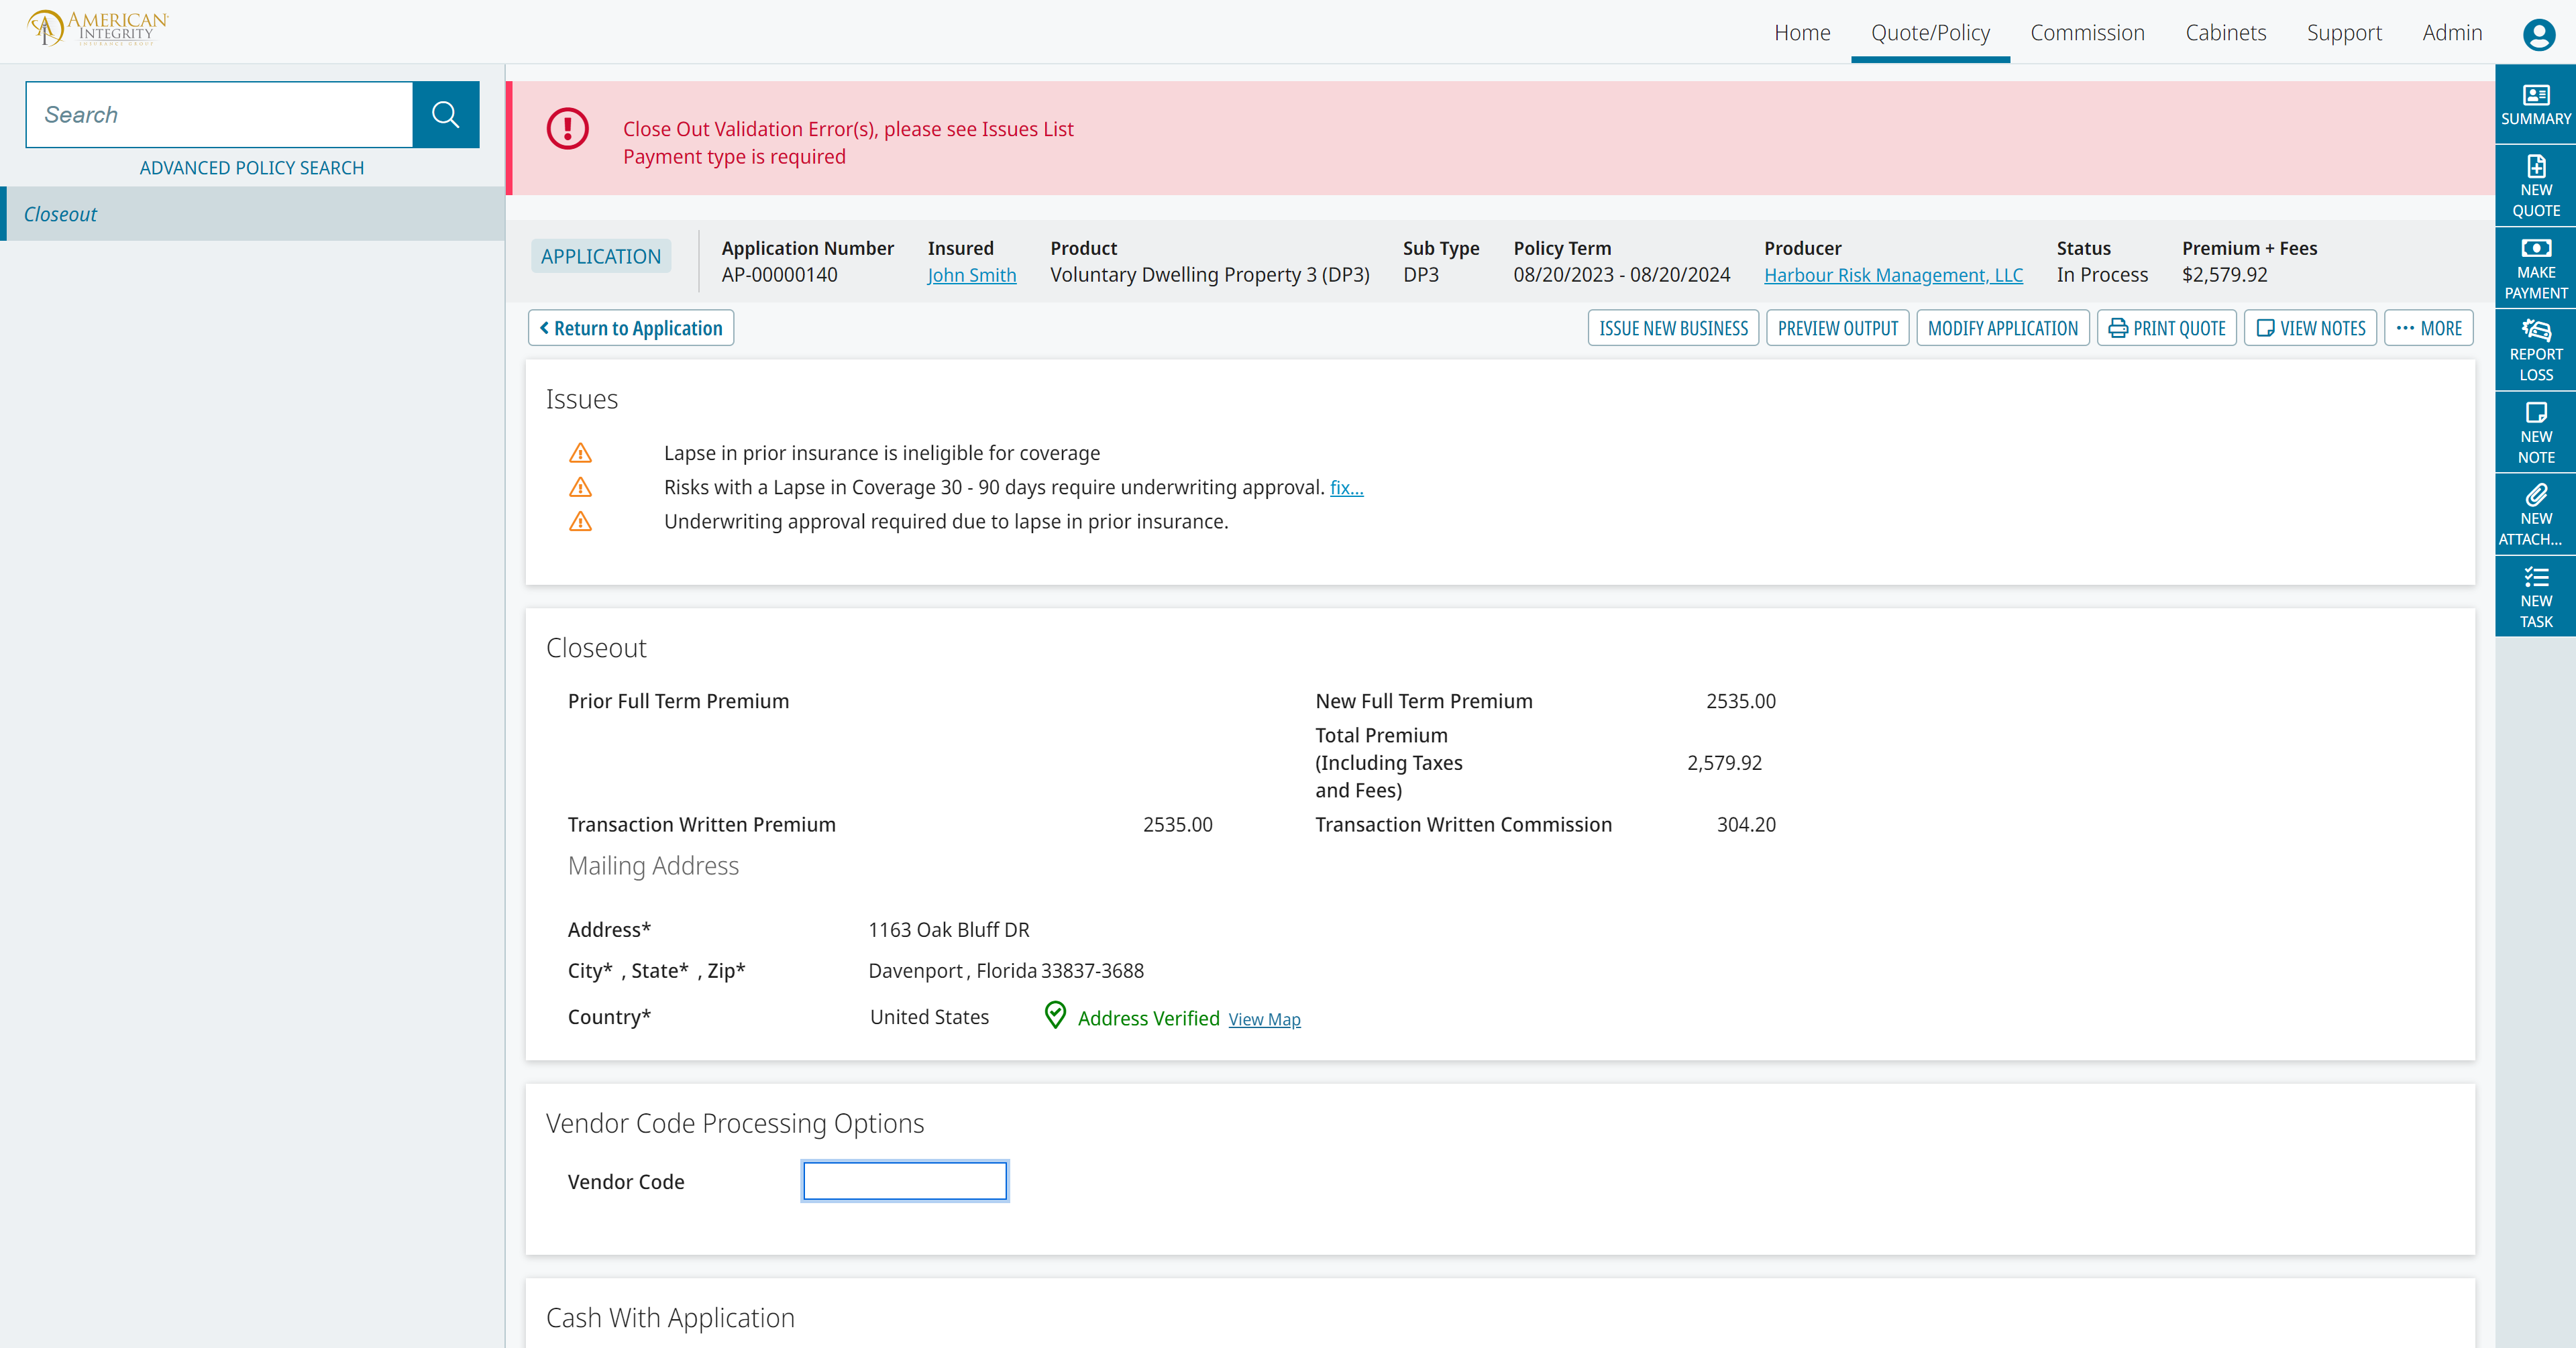 AMERICAN
INTEGRITY
INSURANCE GROUP
Home
Quote/Policy
Commission
Cabinets
Support
Admin
Search
ADVANCED POLICY SEARCH
Closeout
Close Out Validation Error(s), please see Issues List
Payment type is required
APPLICATION
Application Number Insured Product Sub Type Policy Term Producer Status Premium + Fees
AP-00000140 John Smith Voluntary Dwelling Property 3 (DP3) DP3 08/20/2023 - 08/20/2024 Harbour Risk Management, LLC In Process $2,579.92
Return to Application
ISSUE NEW BUSINESS
PREVIEW OUTPUT
MODIFY APPLICATION
PRINT QUOTE
VIEW NOTES
MORE
Issues
Lapse in prior insurance is ineligible for coverage
Risks with a Lapse in Coverage 30 - 90 days require underwriting approval. fix...
Underwriting approval required due to lapse in prior insurance.
Closeout
Prior Full Term Premium New Full Term Premium 2535.00
Total Premium
(Including Taxes 2,579.92
and Fees)
Transaction Written Premium 2535.00 Transaction Written Commission 304.20
Mailing Address
Address* 1163 Oak Bluff DR
City* , State* , Zip* Davenport , Florida 33837-3688
Country* United States Address Verified View Map
Vendor Code Processing Options
Vendor Code
Cash With Application
SUMMARY
NEW
QUOTE
MAKE
PAYMENT
REPORT
LOSS
NEW
NOTE
NEW
ATTACH...
NEW
TASK